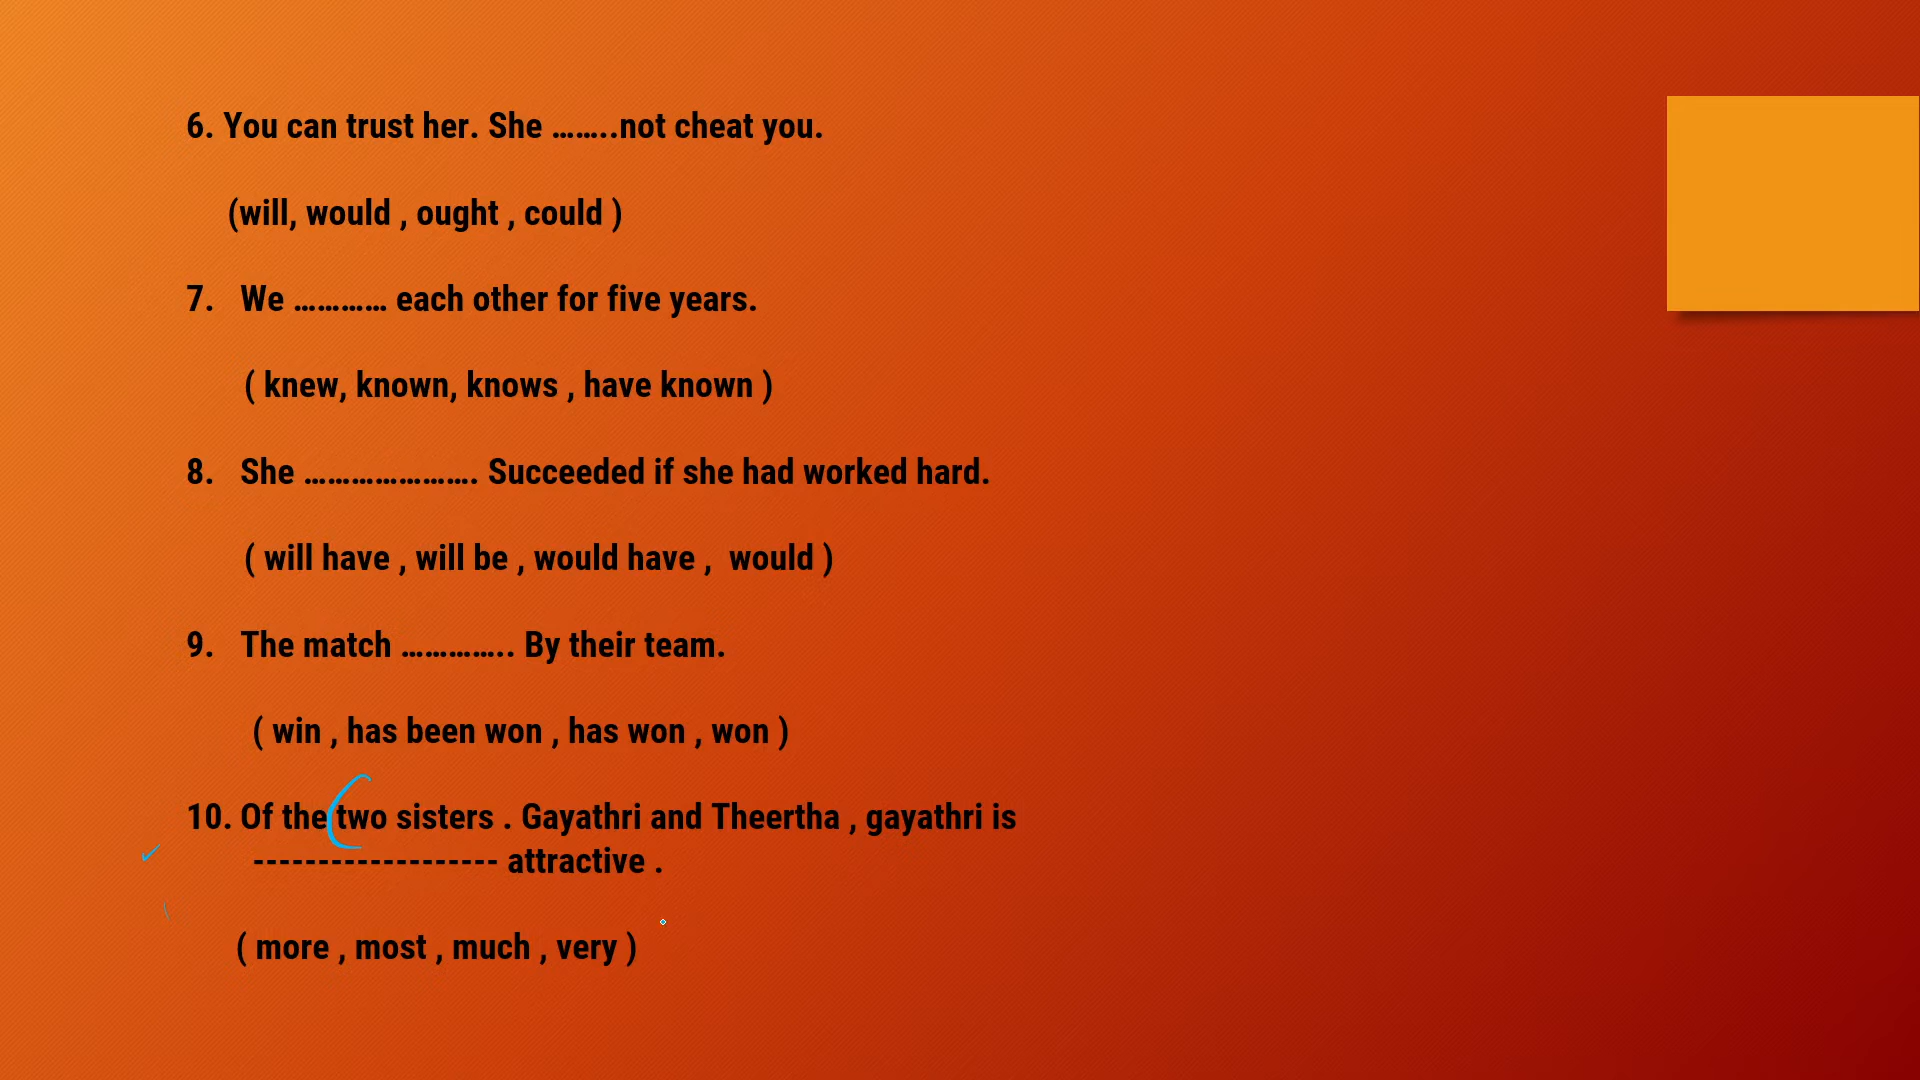 6. You can trust her. She ……..not cheat you.
(will, would , ought , could )
7. We ………… each other for five years.
( knew, known, knows , have known )
8. She …………………. Succeeded if she had worked hard.
( will have , will be , would have , would )
9. The match ………….. By their team.
( win , has been won , has won , won )
10. Of the two sisters . Gayathri and Theertha , gayathri is
------------------- attractive .
( more , most , much , very )